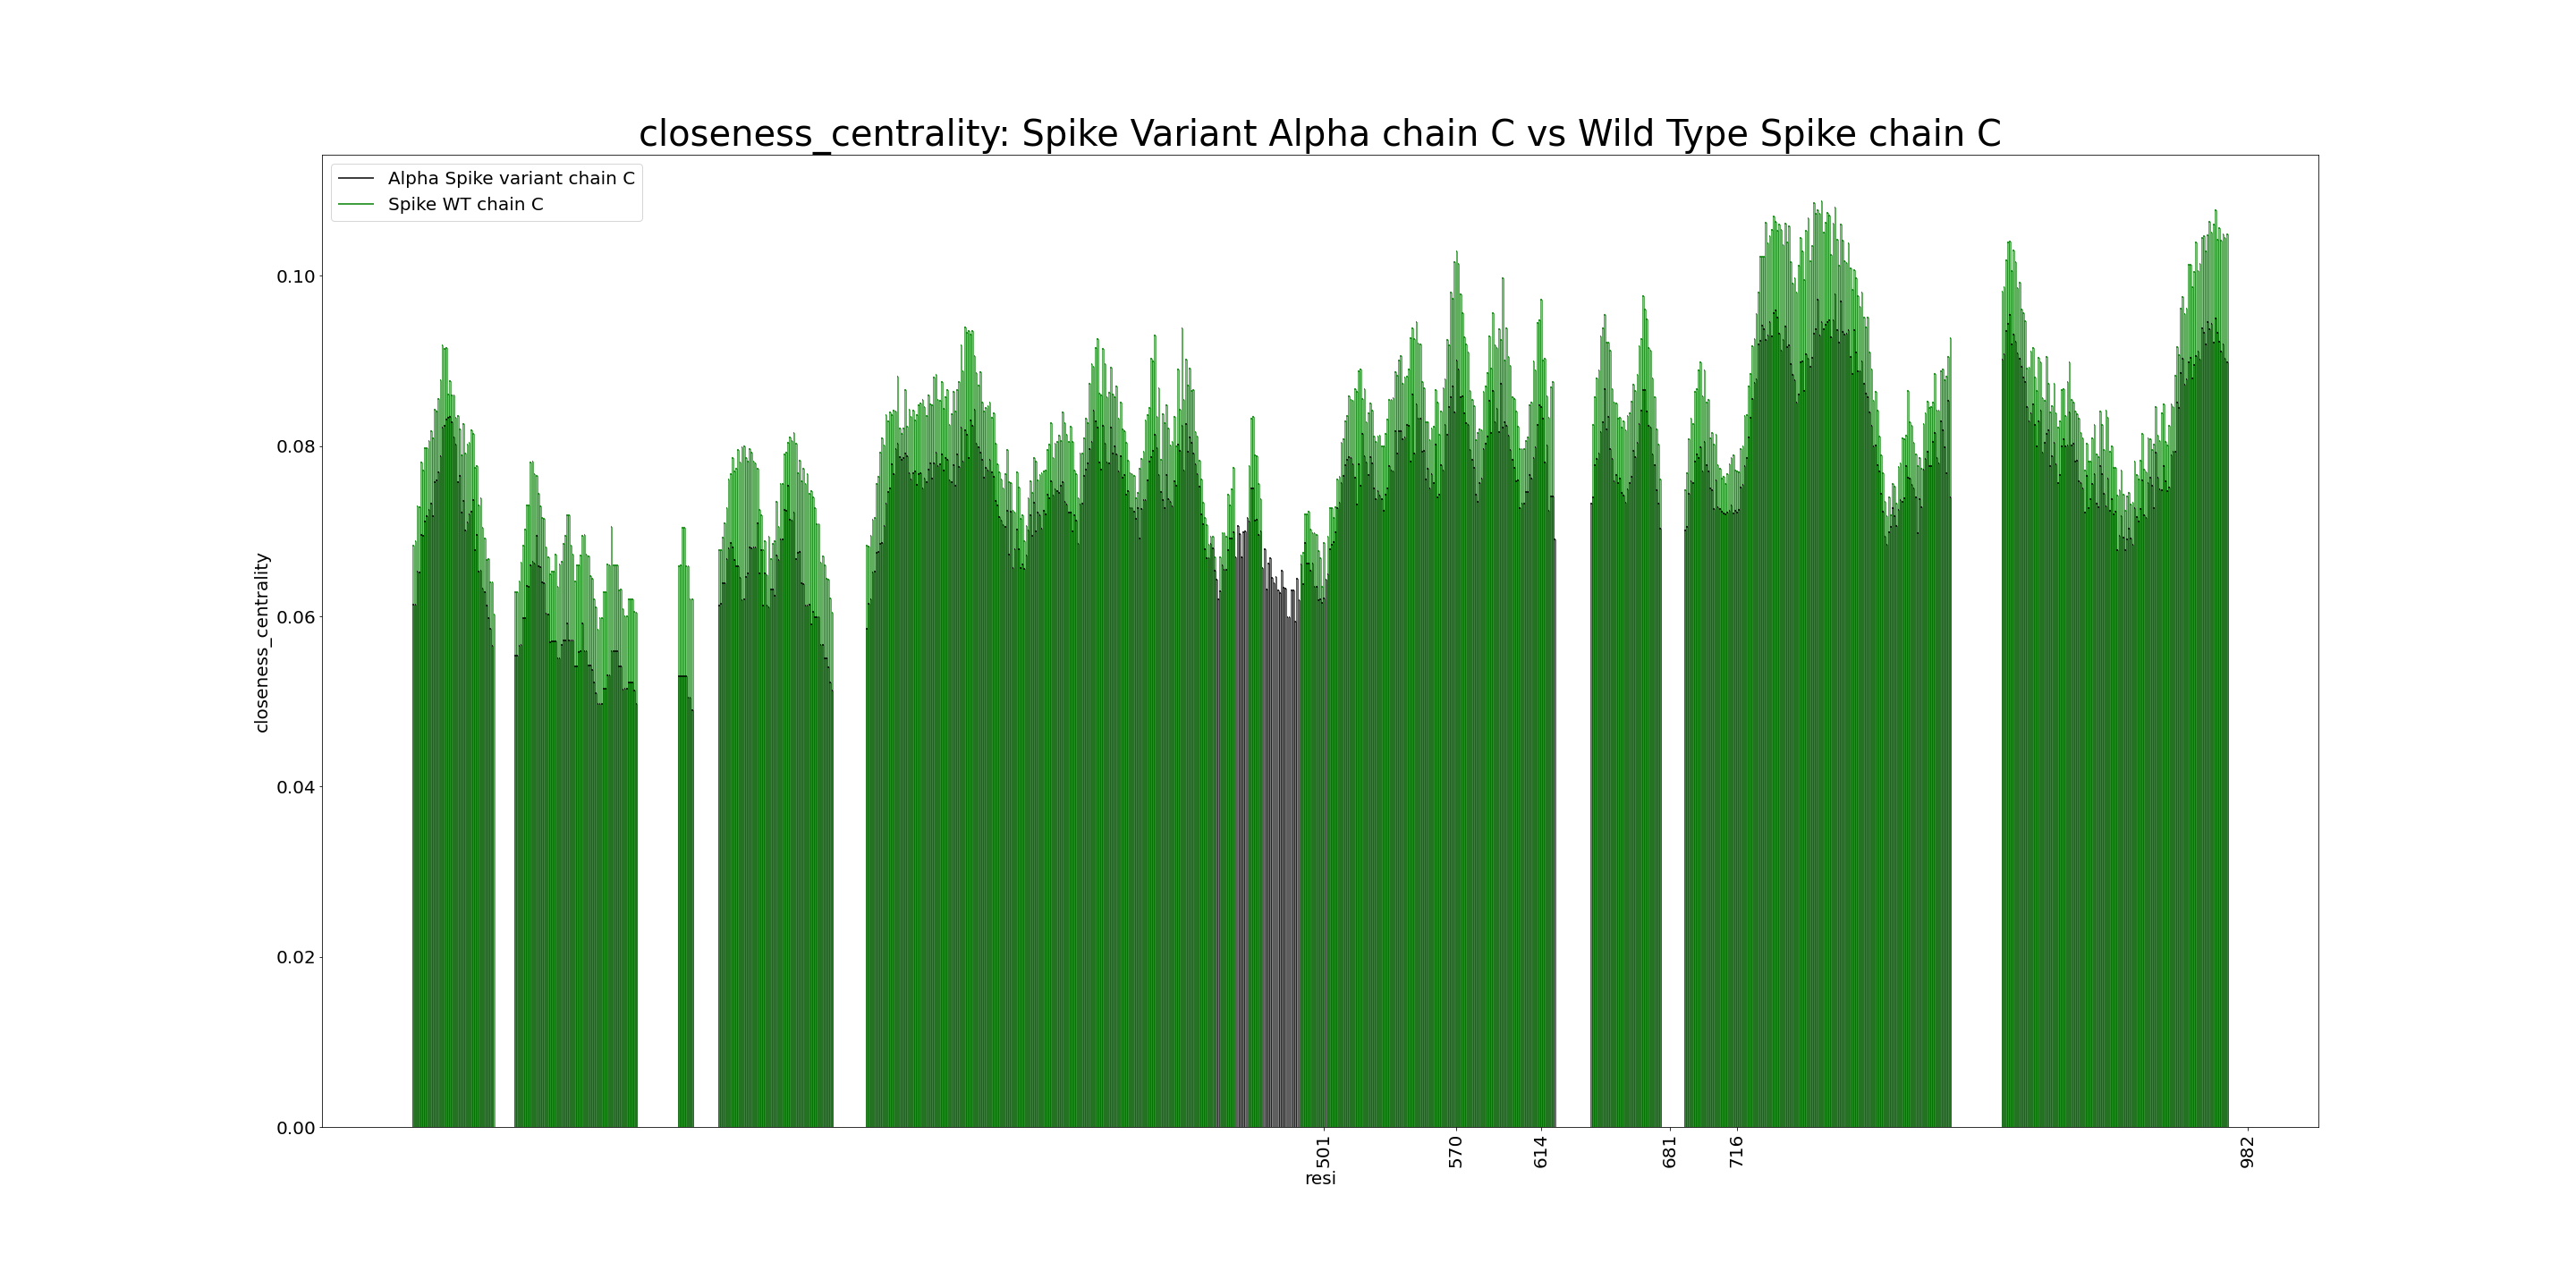 closeness_centrality: Spike Variant Alpha chain C vs Wild Type Spike chain C
Alpha Spike variant chain C
Spike WT chain C
closeness_centrality
0.10
0.08
0.06
0.04
0.02
0.00
501
570
614
681
716
982
resi